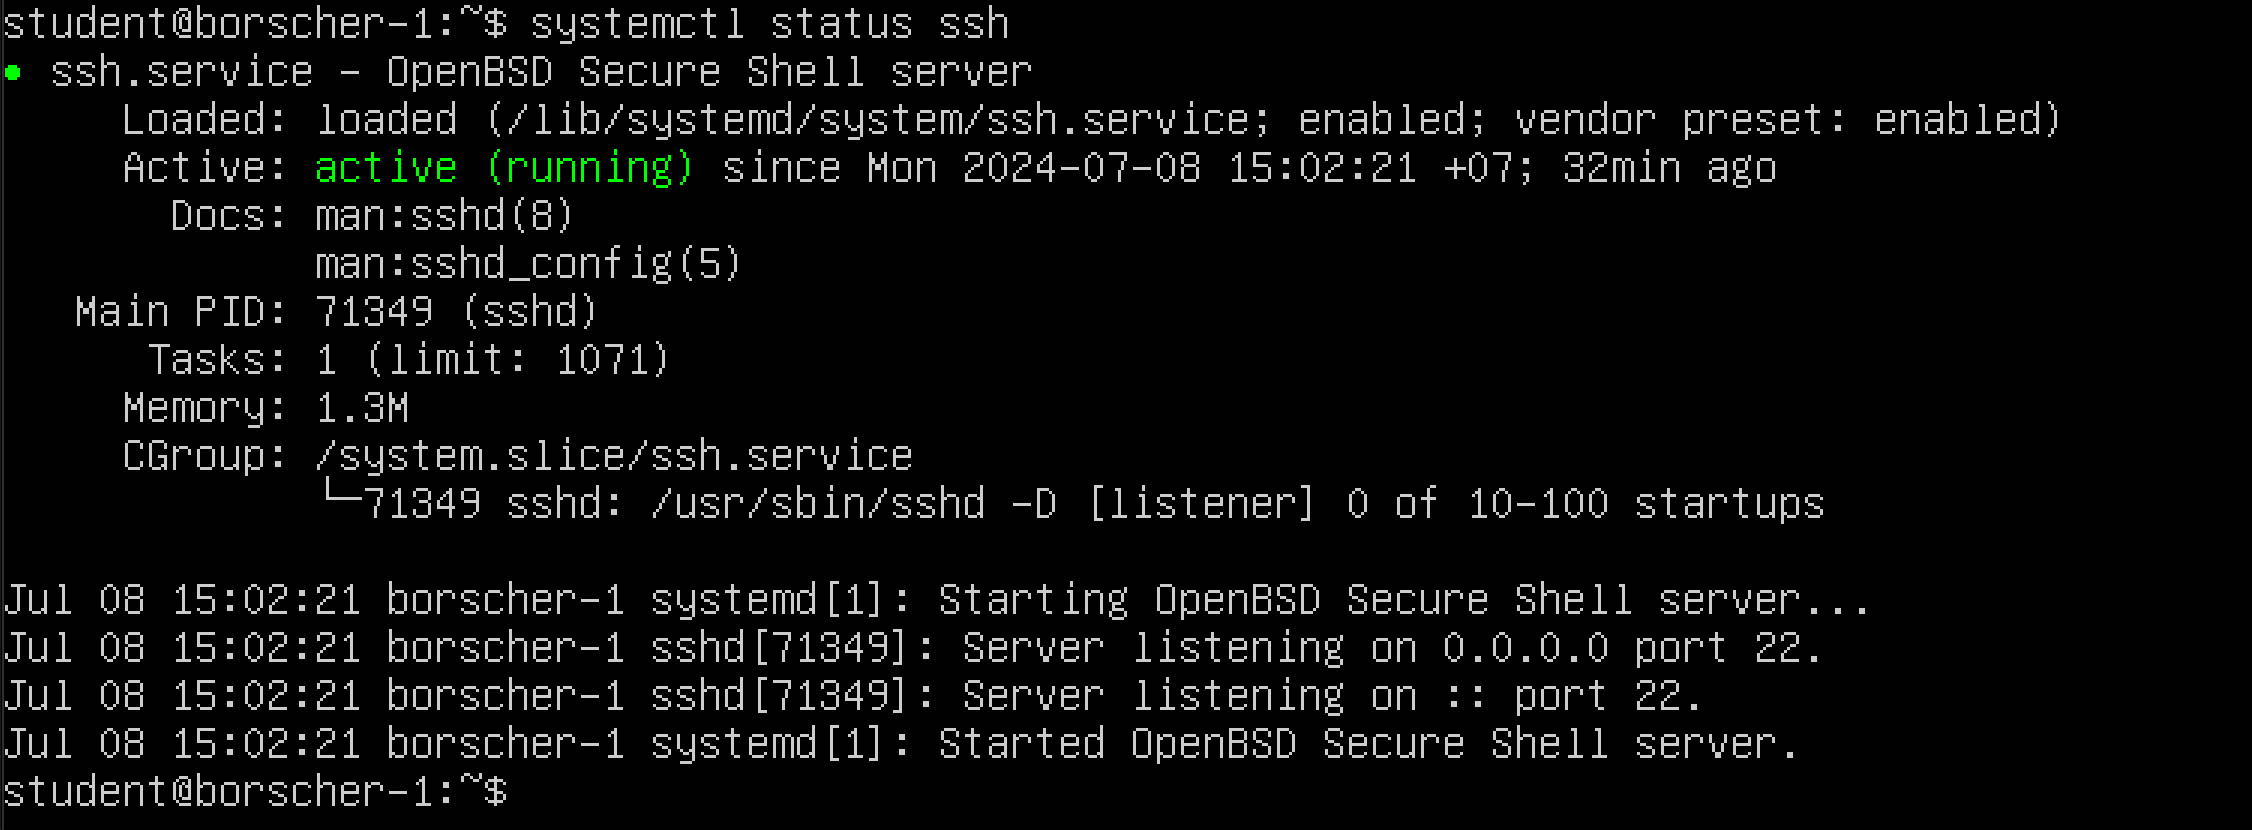 student@borscher-1:~$ systemctl status ssh
● ssh.service - OpenBSD Secure Shell server
     Loaded: loaded (/lib/systemd/system/ssh.service; enabled; vendor preset: enabled)
     Active: active (running) since Mon 2024-07-08 15:02:21 +07; 32min ago
       Docs: man:sshd(8)
             man:sshd_config(5)
   Main PID: 71349 (sshd)
      Tasks: 1 (limit: 1071)
     Memory: 1.3M
     CGroup: /system.slice/ssh.service
             └─71349 sshd: /usr/sbin/sshd -D [listener] 0 of 10-100 startups

Jul 08 15:02:21 borscher-1 systemd[1]: Starting OpenBSD Secure Shell server...
Jul 08 15:02:21 borscher-1 sshd[71349]: Server listening on 0.0.0.0 port 22.
Jul 08 15:02:21 borscher-1 sshd[71349]: Server listening on :: port 22.
Jul 08 15:02:21 borscher-1 systemd[1]: Started OpenBSD Secure Shell server.
student@borscher-1:~$